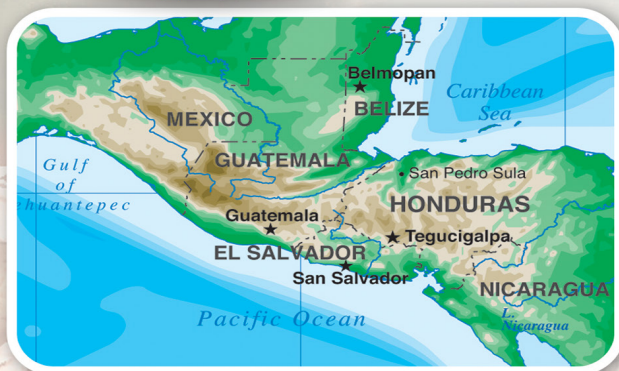 Belmopan
BELIZE
Caribbean
Sea
MEXICO
GUATEMALA
Gulf
of
ehuantepec
San Pedro Sula
HONDURAS
Guatemala
Tegucigalpa
EL SALVADOR
San Salvador
NICARAGUA
L.
Nicaragua
Pacific Ocean